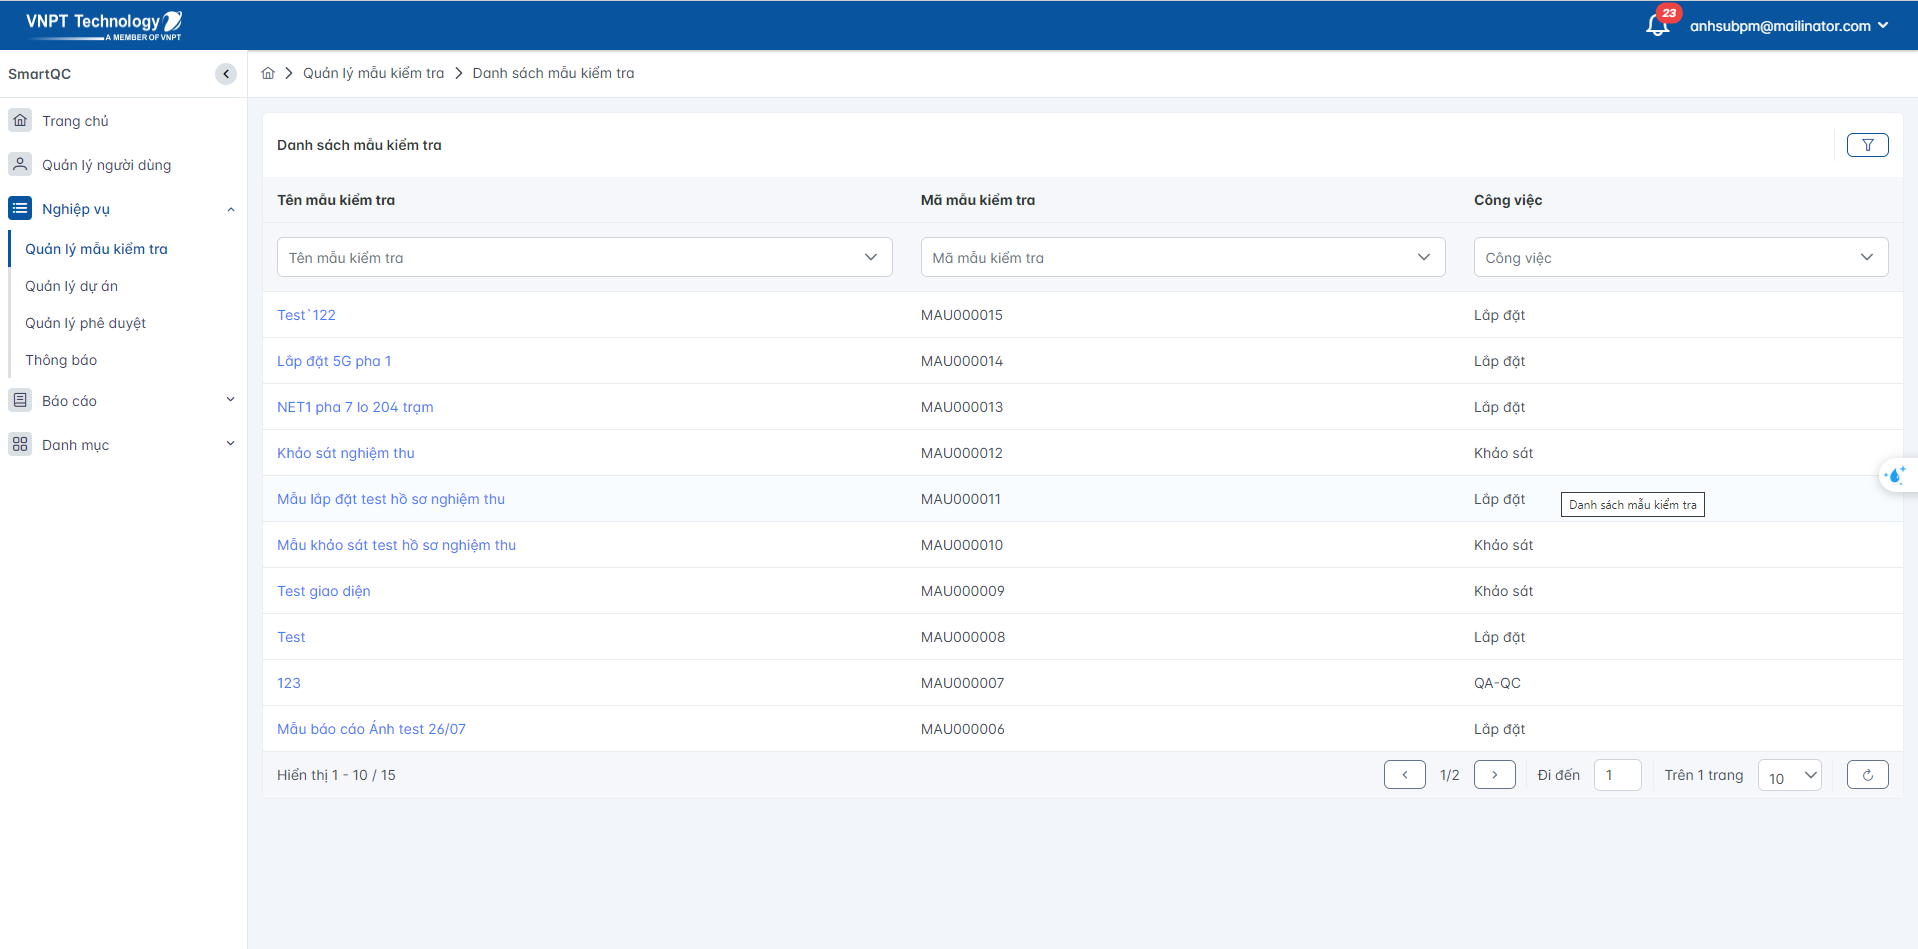 VNPT Technology
A MEMBER OF VNPT
23
anhsubpm@mailinator.com
SmartQC
Quản lý mẫu kiểm tra
Danh sách mẫu kiểm tra
Trang chủ
Quản lý người dùng
Nghiệp vụ
Quản lý mẫu kiểm tra
Quản lý dự án
Quản lý phê duyệt
Thông báo
Báo cáo
Danh mục
Danh sách mẫu kiểm tra
Tên mẫu kiểm tra Mã mẫu kiểm tra Công việc
Tên mẫu kiểm tra Mã mẫu kiểm tra Công việc
Test`122 MAU000015 Lắp đặt
Lắp đặt 5G pha 1 MAU000014 Lắp đặt
NET1 pha 7 lo 204 trạm MAU000013 Lắp đặt
Khảo sát nghiệm thu MAU000012 Khảo sát
Mẫu lắp đặt test hồ sơ nghiệm thu MAU000011 Lắp đặt
Danh sách mẫu kiểm tra
Mẫu khảo sát test hồ sơ nghiệm thu MAU000010 Khảo sát
Test giao diện MAU000009 Khảo sát
Test MAU000008 Lắp đặt
123 MAU000007 QA-QC
Mẫu báo cáo Ánh test 26/07 MAU000006 Lắp đặt
Hiển thị 1 - 10 / 15 1/2 Đi đến 1 Trên 1 trang 10